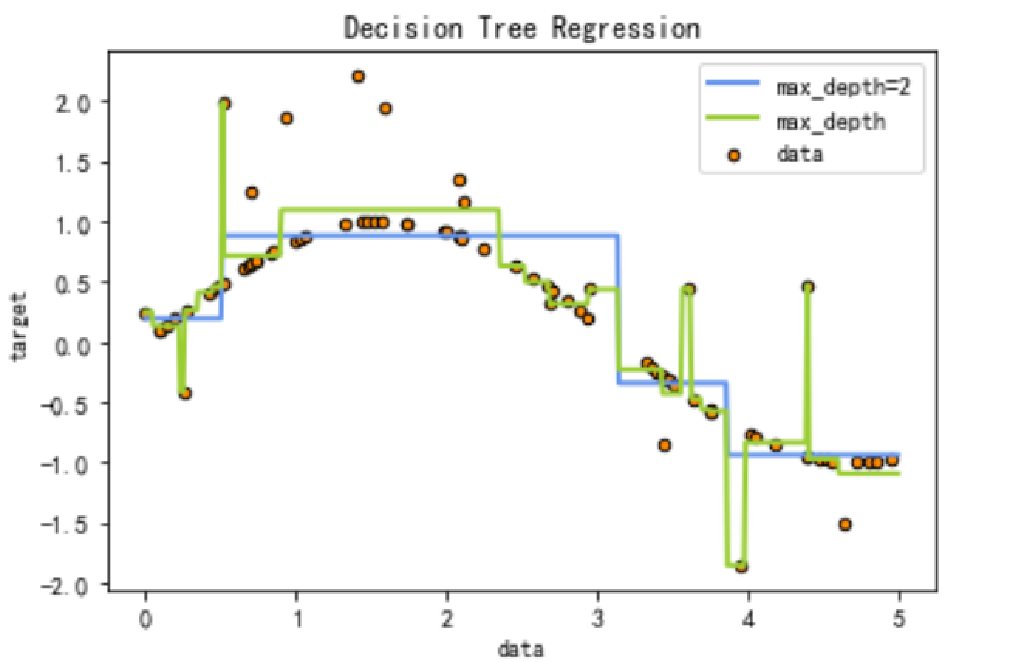 Decision Tree Regression
max_depth=2
max_depth
data
target
2.0
1.5
1.0
0.5
0.0
-0.5
-1.0
-1.5
-2.0
0 1 2 3 4 5
data